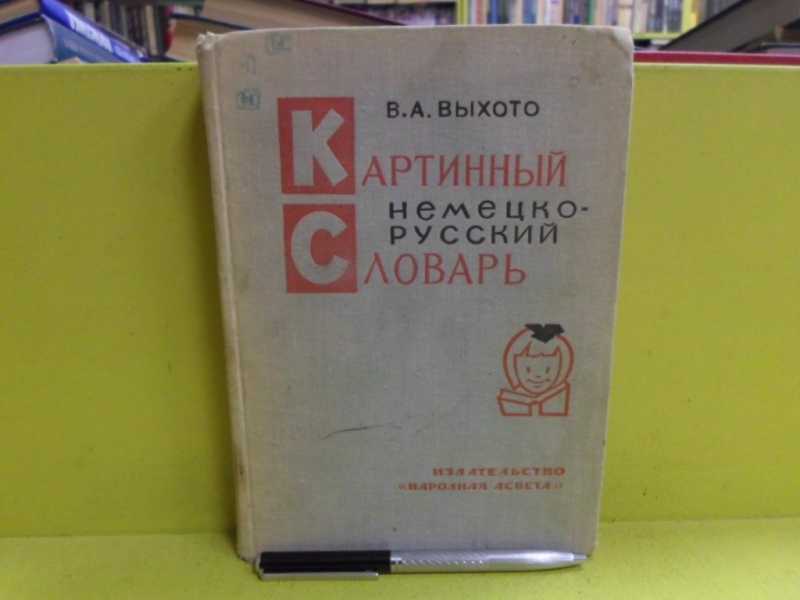 В.А. ВЫХОТО
КАРТИННЫЙ
немецко-
русский
СЛОВАРЬ
ИЗДАТЕЛЬСТВО
«НАРОДНАЯ АСВЕТА»